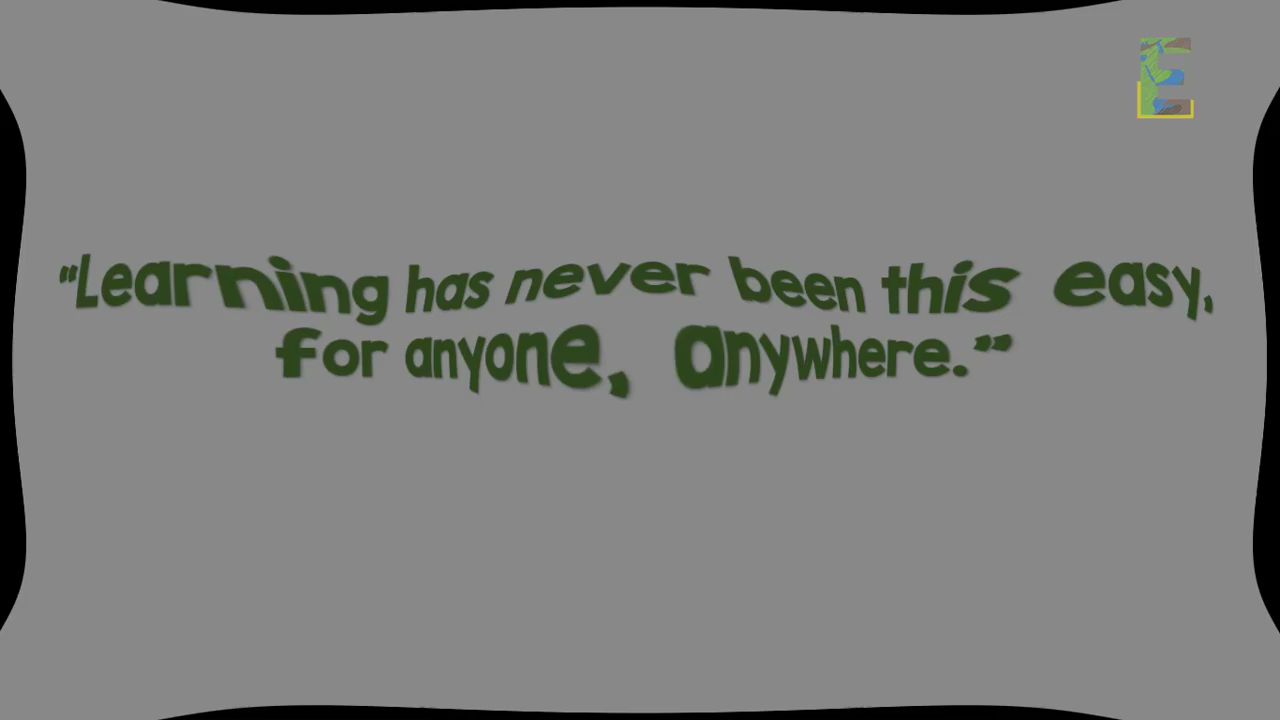 E
“Learning has never been this easy,
for anyone, anywhere.”